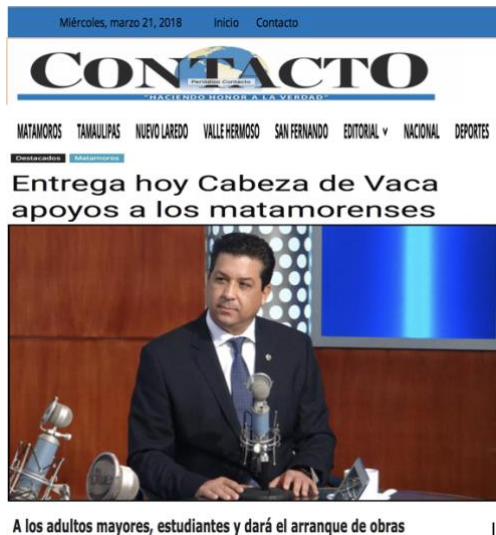 Miércoles, marzo 21, 2018 Inicio Contacto
CONTACTO
Periódico Contacto
"HACIENDO HONOR A LA VERDAD"
MATAMOROS TAMAULIPAS NUEVO LAREDO VALLE HERMOSO SAN FERNANDO EDITORIAL NACIONAL DEPORTES
Destacados Matamoros
Entrega hoy Cabeza de Vaca
apoyos a los matamorenses
A los adultos mayores, estudiantes y dará el arranque de obras